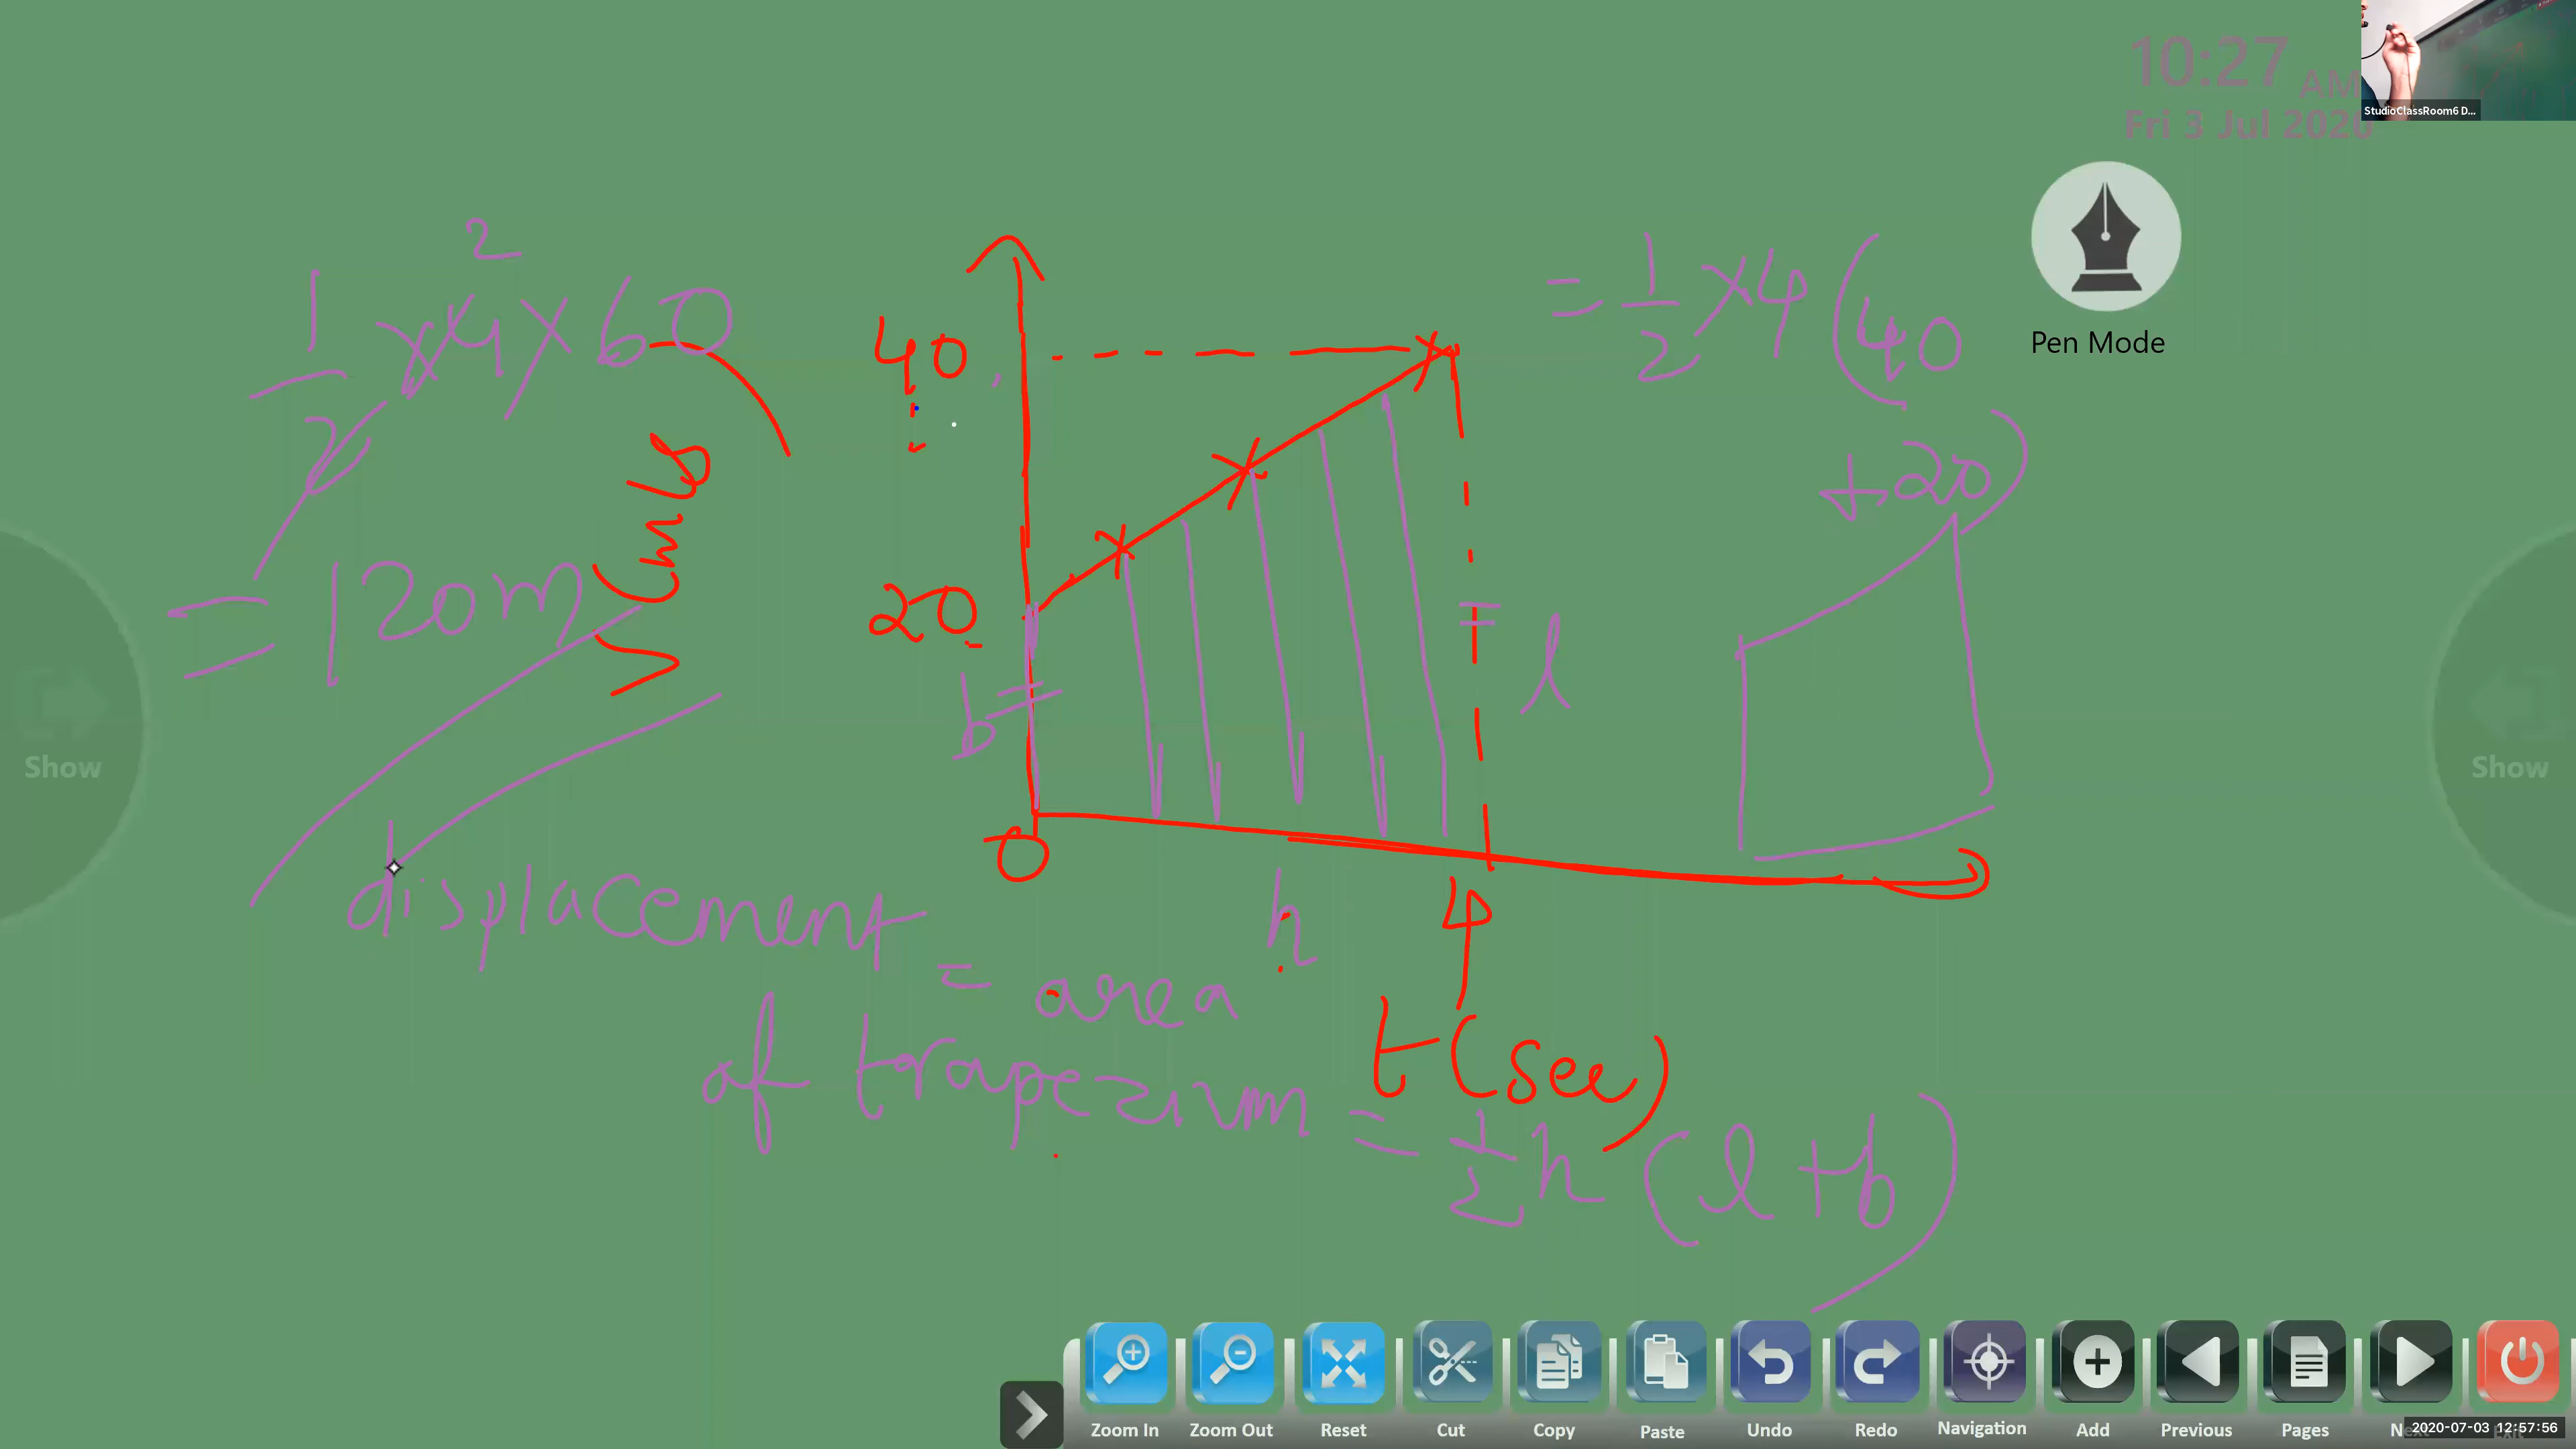 10:27 AM
Fri 3 Jul 2020
StudioClassRoom6 D...
Pen Mode
1/2 x 4 x 60
2
= 120m
v(m/s)
40
20
b
l
0
h
4
t(sec)
= 1/2 x 4 (40
+20)
displacement = area
of trapezium = 1/2 h (l+b)
Show
Show
Zoom In
Zoom Out
Reset
Cut
Copy
Paste
Undo
Redo
Navigation
Add
Previous
Pages
2020-07-03 12:57:56